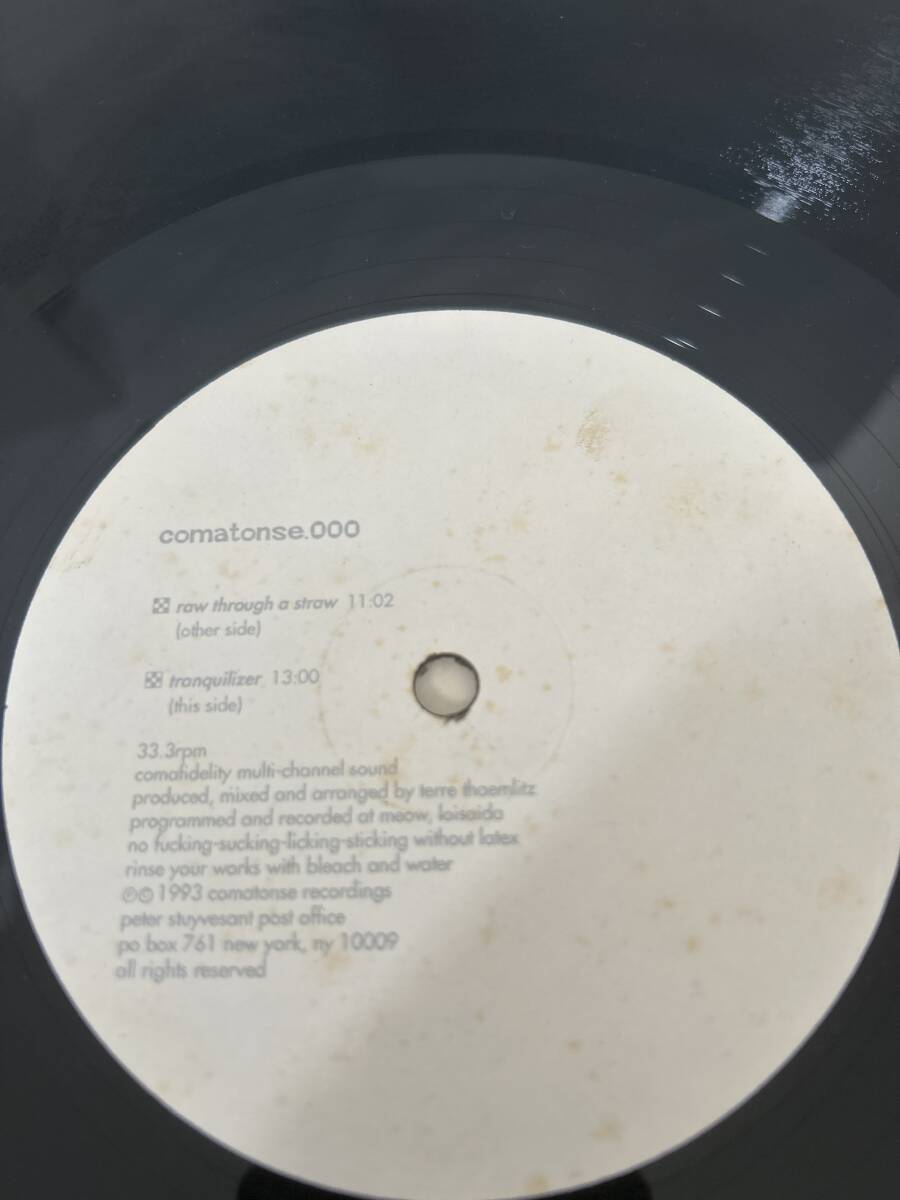 comatonse.000
raw through a straw 11:02
(other side)
tranquilizer 13:00
(this side)
33.3rpm
comafidelity multi-channel sound
produced, mixed and arranged by terre thaemlitz
programmed and recorded at meow, loisaida
no fucking-sucking-licking-sticking without latex
rinse your works with bleach and water
℗© 1993 comatonse recordings
peter stuyvesant post office
po box 761 new york, ny 10009
all rights reserved